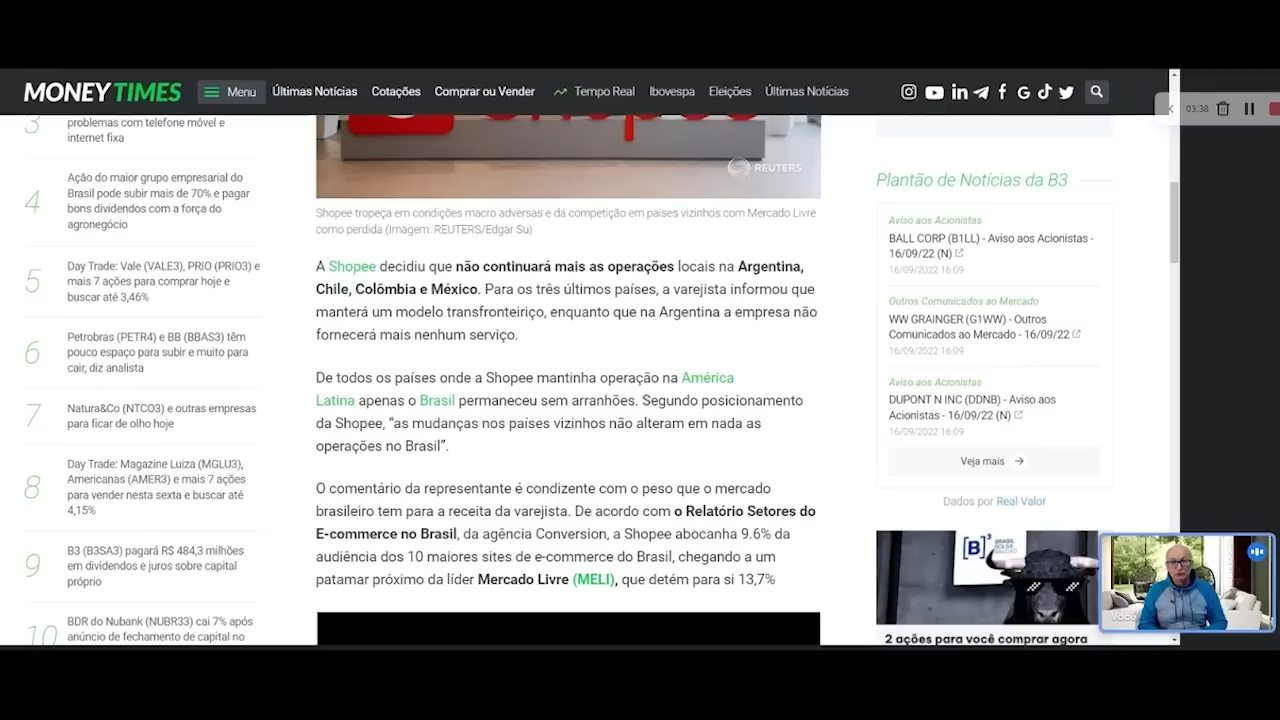 MONEY TIMES
Menu
Últimas Notícias
Cotações
Comprar ou Vender
Tempo Real
Ibovespa
Eleições
Últimas Notícias
03:38
3
problemas com telefone móvel e
internet fixa
4
Ação do maior grupo empresarial do
Brasil pode subir mais de 70% e pagar
bons dividendos com a força do
agronegócio
5
Day Trade: Vale (VALE3), PRIO (PRIO3) e
mais 7 ações para comprar hoje e
buscar até 3,46%
6
Petrobras (PETR4) e BB (BBAS3) têm
pouco espaço para subir e muito para
cair, diz analista
7
Natura&Co (NTCO3) e outras empresas
para ficar de olho hoje
8
Day Trade: Magazine Luiza (MGLU3),
Americanas (AMER3) e mais 7 ações
para vender nesta sexta e buscar até
4,15%
9
B3 (B3SA3) pagará R$ 484,3 milhões
em dividendos e juros sobre capital
próprio
10
BDR do Nubank (NUBR33) cai 7% após
anúncio de fechamento de capital no
REUTERS
Shopee tropeça em condições macro adversas e dá competição em países vizinhos com Mercado Livre
como perdida (Imagem: REUTERS/Edgar Su)
A Shopee decidiu que não continuará mais as operações locais na Argentina,
Chile, Colômbia e México. Para os três últimos países, a varejista informou que
manterá um modelo transfronteiriço, enquanto que na Argentina a empresa não
fornecerá mais nenhum serviço.
De todos os países onde a Shopee mantinha operação na América
Latina apenas o Brasil permaneceu sem arranhões. Segundo posicionamento
da Shopee, “as mudanças nos países vizinhos não alteram em nada as
operações no Brasil”.
O comentário da representante é condizente com o peso que o mercado
brasileiro tem para a receita da varejista. De acordo com o Relatório Setores do
E-commerce no Brasil, da agência Conversion, a Shopee abocanha 9.6% da
audiência dos 10 maiores sites de e-commerce do Brasil, chegando a um
patamar próximo da líder Mercado Livre (MELI), que detém para si 13,7%
Plantão de Notícias da B3
Aviso aos Acionistas
BALL CORP (B1LL) - Aviso aos Acionistas -
16/09/22 (N)
16/09/2022 16:09
Outros Comunicados ao Mercado
WW GRAINGER (G1WW) - Outros
Comunicados ao Mercado - 16/09/22
16/09/2022 16:09
Aviso aos Acionistas
DUPONT N INC (DDNB) - Aviso aos
Acionistas - 16/09/22 (N)
16/09/2022 16:09
Veja mais
Dados por Real Valor
[B]³ BRASIL
BOLSA
BALCÃO
2 ações para você comprar agora
Você